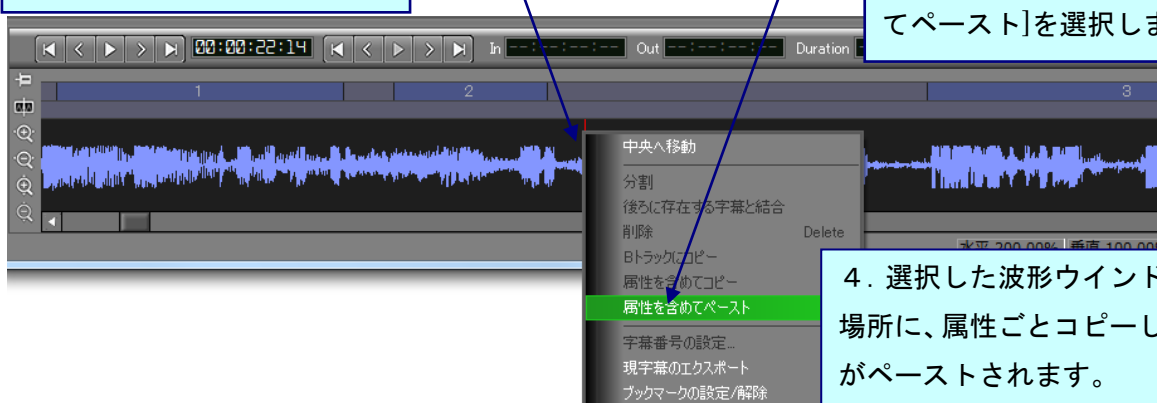 てペースト]を選択しま
00:00:22:14 In --:--:--:-- Out --:--:--:-- Duration
1 2 3
中央へ移動
分割
後ろに存在する字幕と結合
削除 Delete
Bトラックにコピー
属性を含めてコピー
属性を含めてペースト
字幕番号の設定...
現字幕のエクスポート
ブックマークの設定/解除
水平 200.00% 垂直 100.00%
４．選択した波形ウインド
場所に、属性ごとコピーし
がペーストされます。